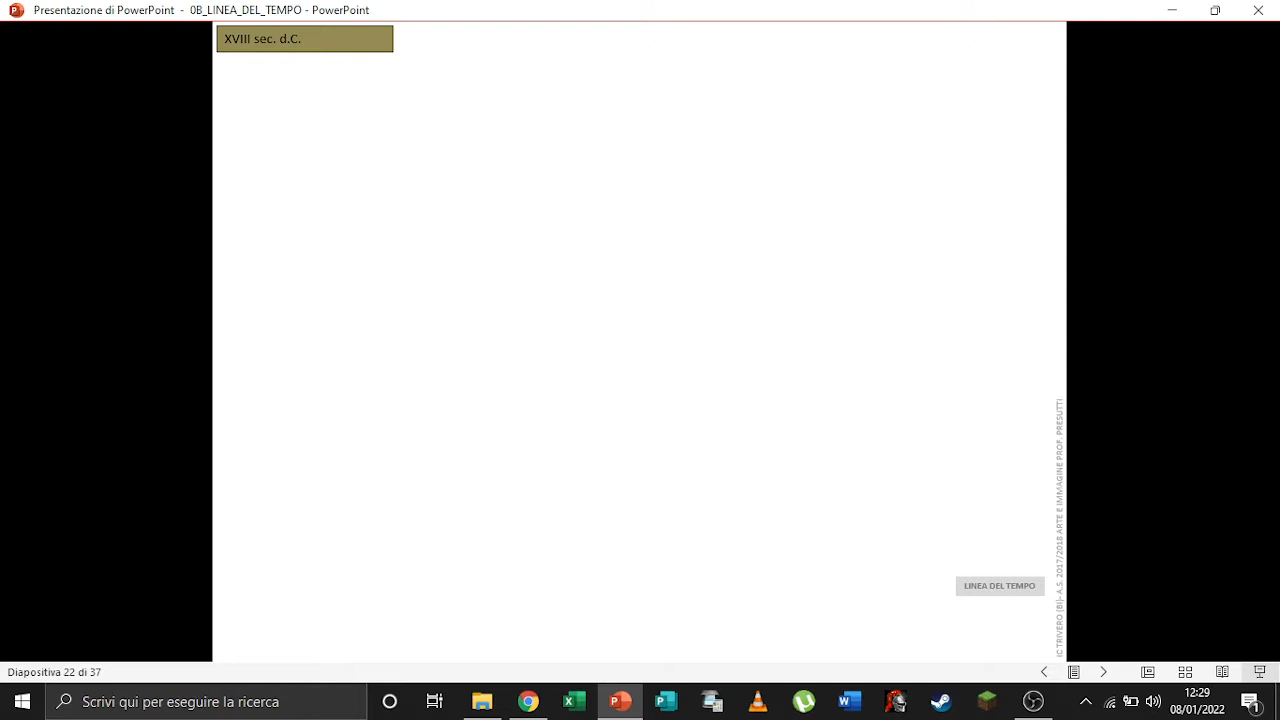 Presentazione di PowerPoint - 0B_LINEA_DEL_TEMPO - PowerPoint
XVIII sec. d.C.
IC TRIVERO (BI)- A.S. 2017/2018 ARTE E IMMAGINE PROF. PRESUTTI
LINEA DEL TEMPO
Diapositiva 22 di 37
Scrivi qui per eseguire la ricerca
12:29
08/01/2022
1